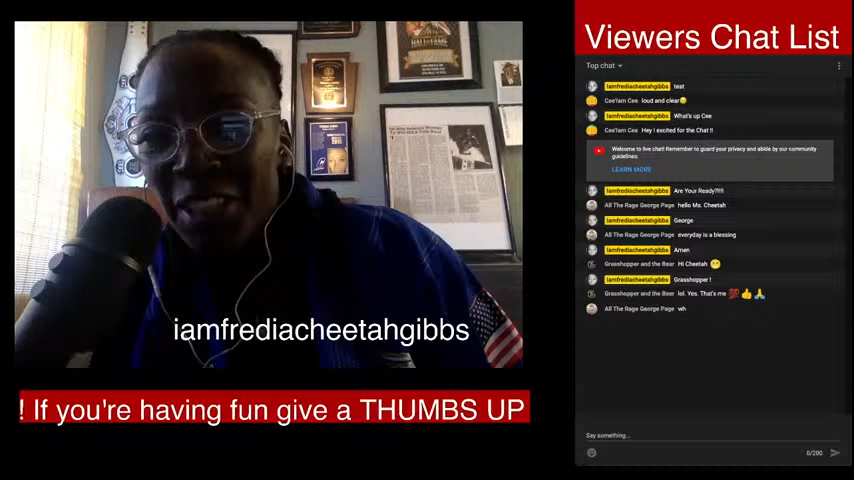 Viewers Chat List
Top chat
Iamfrediacheetahgibbs test
Cee'lam Cee loud and clear
Iamfrediacheetahgibbs What's up Cee
Cee'lam Cee Hey ! excited for the Chat !!
Welcome to live chat! Remember to guard your privacy and abide by our community
guidelines.
LEARN MORE
Iamfrediacheetahgibbs Are Your Ready?!!!!
All The Rage George Page hello Ms. Cheetah
Iamfrediacheetahgibbs George
All The Rage George Page everyday is a blessing
Iamfrediacheetahgibbs Amen
Grasshopper and the Bear Hi Cheetah
Iamfrediacheetahgibbs Grasshopper !
Grasshopper and the Bear lol. Yes. That's me 💯👍🙏
All The Rage George Page wh
Say something...
0/200
iamfrediacheetahgibbs
! If you're having fun give a THUMBS UP